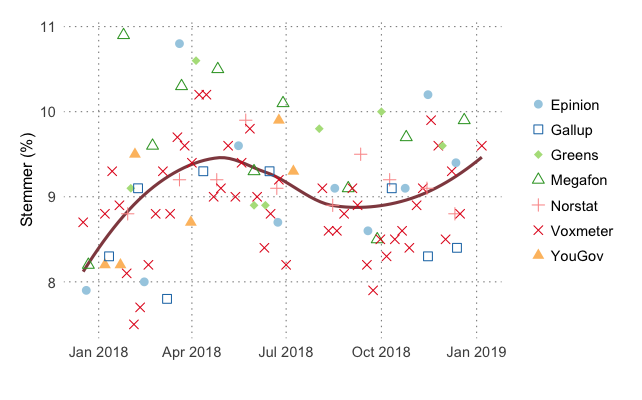 11
10
9
8
Stemmer (%)
Jan 2018
Apr 2018
Jul 2018
Oct 2018
Jan 2019
Epinion
Gallup
Greens
Megafon
Norstat
Voxmeter
YouGov